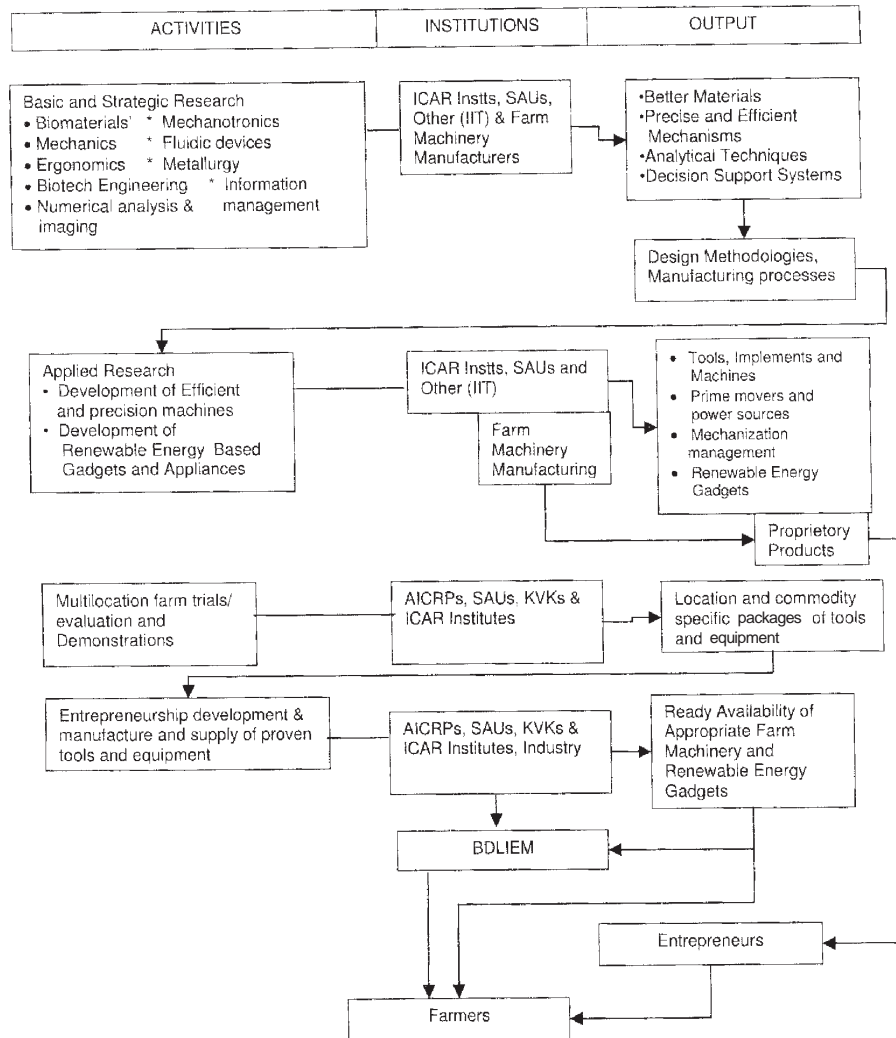 ACTIVITIES
INSTITUTIONS
OUTPUT
Basic and Strategic Research
• Biomaterials' * Mechanotronics
• Mechanics * Fluidic devices
• Ergonomics * Metallurgy
• Biotech Engineering * Information
• Numerical analysis & management
imaging
ICAR Instts, SAUs,
Other (IIT) & Farm
Machinery
Manufacturers
•Better Materials
•Precise and Efficient
Mechanisms
•Analytical Techniques
•Decision Support Systems
Design Methodologies,
Manufacturing processes
Applied Research
• Development of Efficient
and precision machines
• Development of
Renewable Energy Based
Gadgets and Appliances
ICAR Instts, SAUs and
Other (IIT)
Farm
Machinery
Manufacturing
• Tools, Implements and
Machines
• Prime movers and
power sources
• Mechanization
management
• Renewable Energy
Gadgets
Proprietory
Products
Multilocation farm trials/
evaluation and
Demonstrations
AICRPs, SAUs, KVKs &
ICAR Institutes
Location and commodity
specific packages of tools
and equipment
Entrepreneurship development &
manufacture and supply of proven
tools and equipment
AICRPs, SAUs, KVKs &
ICAR Institutes, Industry
Ready Availability of
Appropriate Farm
Machinery and
Renewable Energy
Gadgets
BDLIEM
Entrepreneurs
Farmers